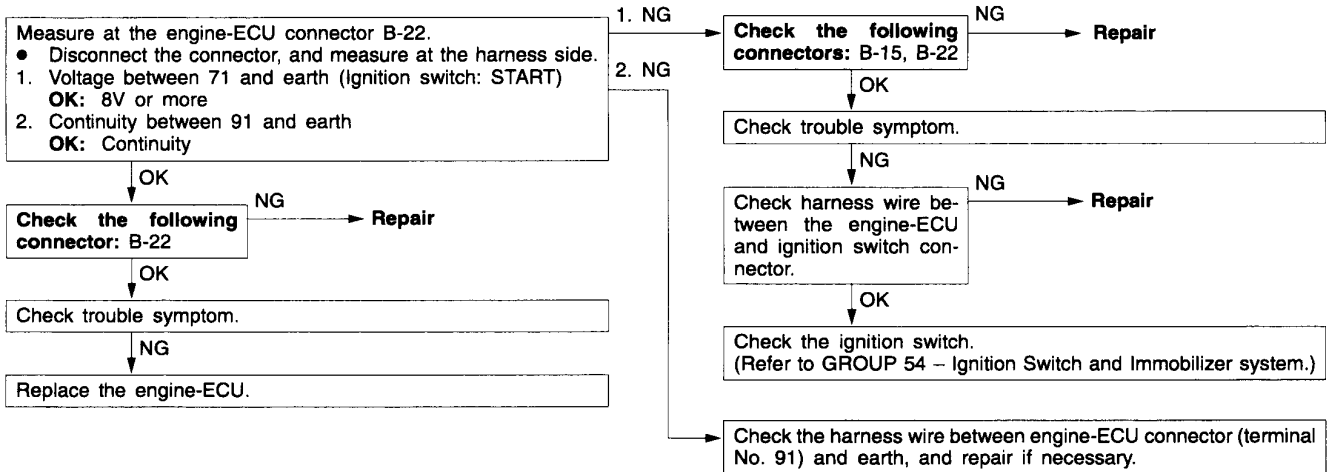 Measure at the engine-ECU connector B-22.
● Disconnect the connector, and measure at the harness side.
1. Voltage between 71 and earth (Ignition switch: START)
OK: 8V or more
2. Continuity between 91 and earth
OK: Continuity
OK
Check the following
connector: B-22
NG
Repair
OK
Check trouble symptom.
NG
Replace the engine-ECU.
1. NG
2. NG
Check the following
connectors: B-15, B-22
NG
Repair
OK
Check trouble symptom.
NG
Check harness wire be-
tween the engine-ECU
and ignition switch con-
nector.
NG
Repair
OK
Check the ignition switch.
(Refer to GROUP 54 – Ignition Switch and Immobilizer system.)
Check the harness wire between engine-ECU connector (terminal
No. 91) and earth, and repair if necessary.